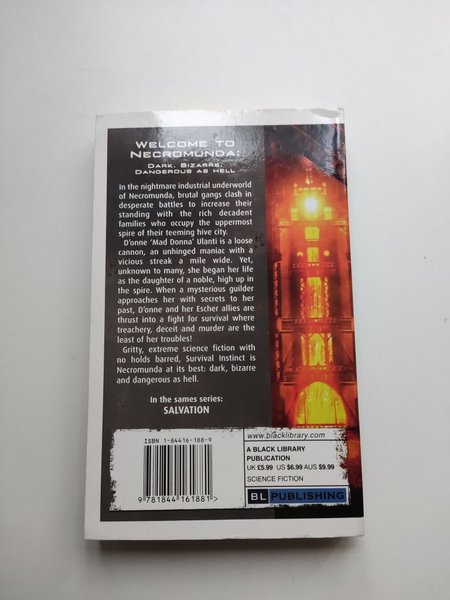 WELCOME TO
NECROMUNDA:
DARK, BIZARRE,
DANGEROUS AS HELL
In the nightmare industrial underworld
of Necromunda, brutal gangs clash in
desperate battles to increase their
standing with the rich decadent
families who occupy the uppermost
spire of their teeming hive city.
D'onne 'Mad Donna' Ulanti is a loose
cannon, an unhinged maniac with a
vicious streak a mile wide. Yet,
unknown to many, she began her life
as the daughter of a noble, high up in
the spire. When a mysterious guilder
approaches her with secrets to her
past, D'onne and her Escher allies are
thrust into a fight for survival where
treachery, deceit and murder are the
least of her troubles!
Gritty, extreme science fiction with
no holds barred, Survival Instinct is
Necromunda at its best: dark, bizarre
and dangerous as hell.
In the sames series:
SALVATION
ISBN 1-84416-188-9
9 781844 161881 >
www.blacklibrary.com
A BLACK LIBRARY
PUBLICATION
UK £5.99 US $6.99 AUS $9.99
SCIENCE FICTION
BL PUBLISHING